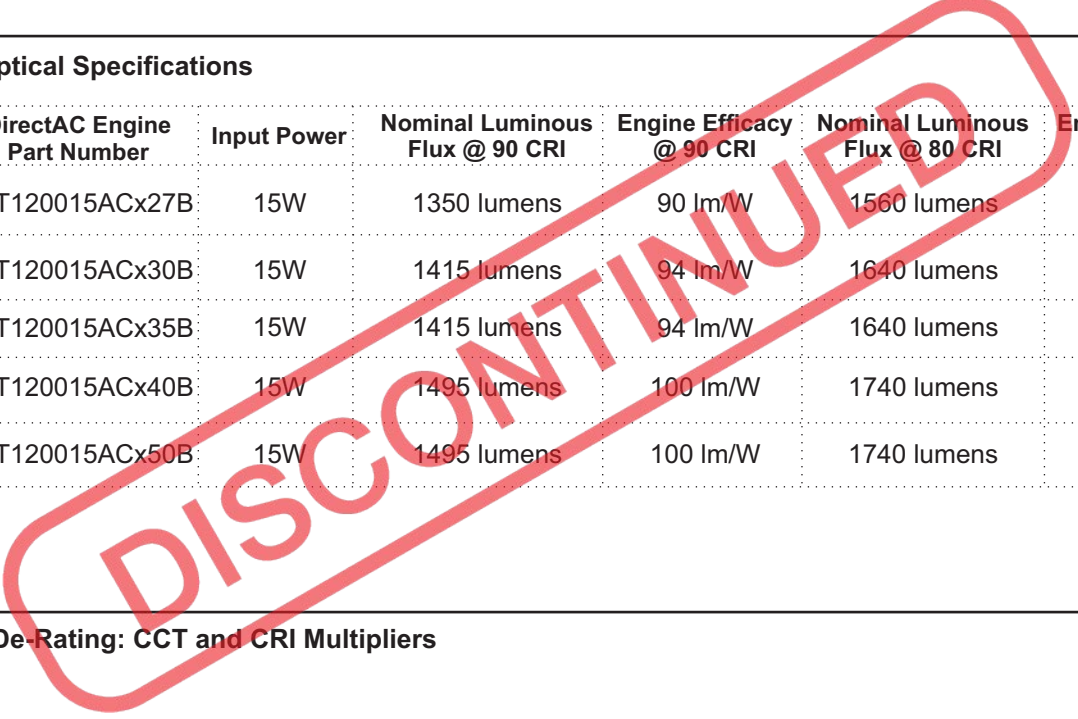 ptical Specifications
irectAC Engine Part Number Input Power Nominal Luminous Flux @ 90 CRI Engine Efficacy @ 90 CRI Nominal Luminous Flux @ 80 CRI
T120015ACx27B 15W 1350 lumens 90 lm/W 1560 lumens
T120015ACx30B 15W 1415 lumens 94 lm/W 1640 lumens
T120015ACx35B 15W 1415 lumens 94 lm/W 1640 lumens
T120015ACx40B 15W 1495 lumens 100 lm/W 1740 lumens
T120015ACx50B 15W 1495 lumens 100 lm/W 1740 lumens
DISCONTINUED
De-Rating: CCT and CRI Multipliers